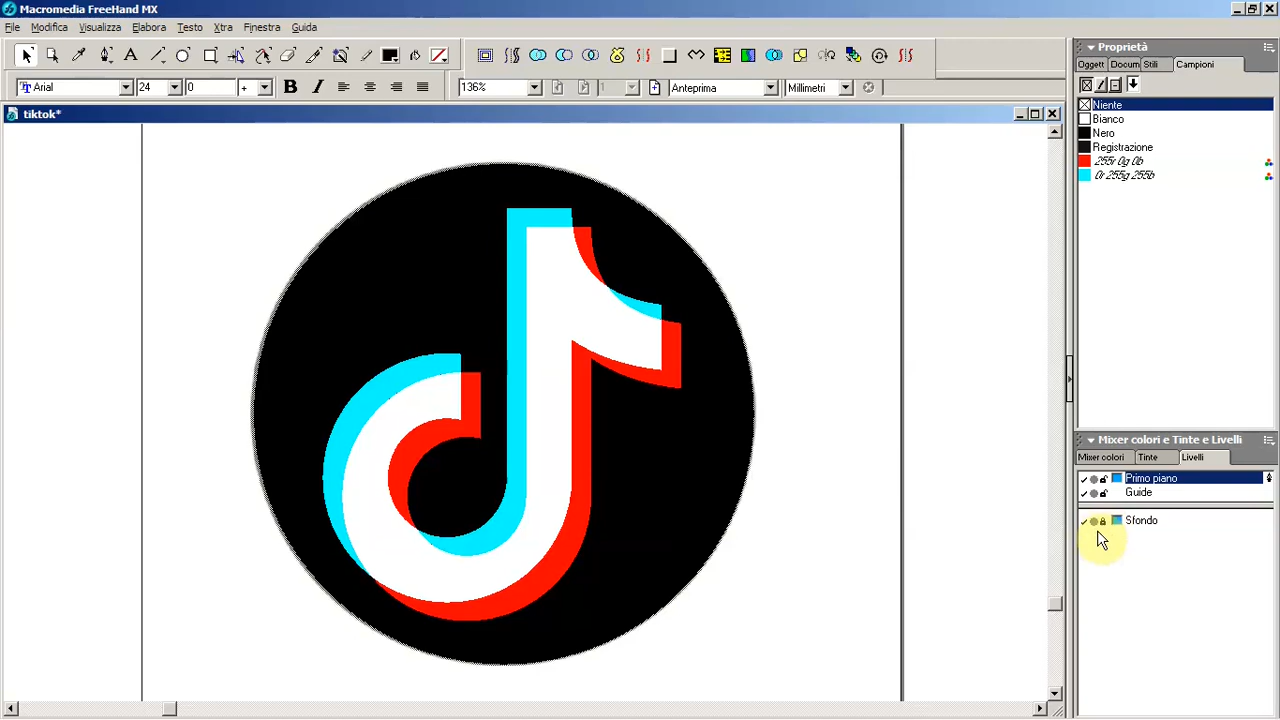 Macromedia FreeHand MX
File Modifica Visualizza Elabora Testo Xtra Finestra Guida
Arial 24 0 + B I 136% 1 Anteprima Millimetri
tiktok*
Proprietà
Oggett Docum Stili Campioni
Niente
Bianco
Nero
Registrazione
255r 0g 0b
0r 255g 255b
Mixer colori e Tinte e Livelli
Mixer colori Tinte Livelli
Primo piano
Guide
Sfondo